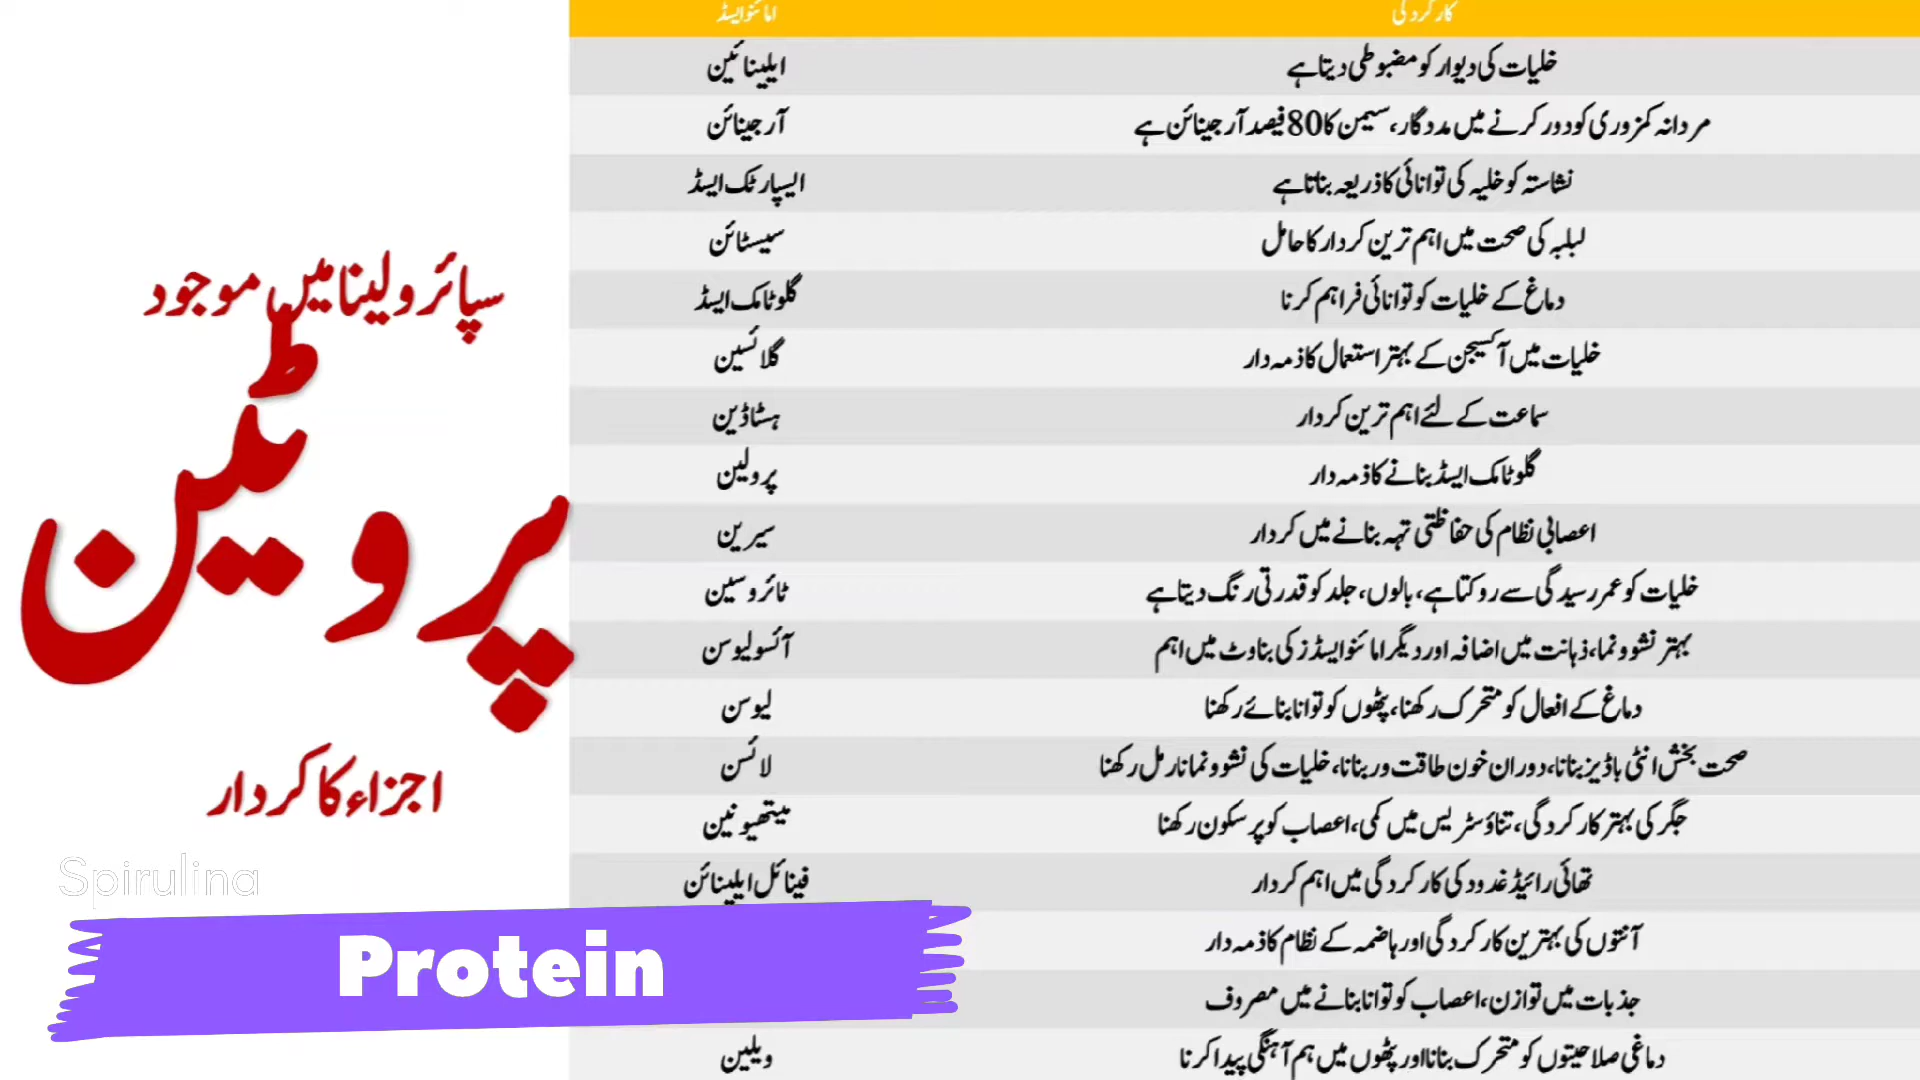 سپائرولینا میں موجود
پروٹین
اجزاء کا کردار
Spirulina
Protein
امائنو ایسڈ	کارکردگی
ایلینائین	خلیات کی دیوار کو مضبوطی دیتا ہے
آرجینائن	مردانہ کمزوری کو دور کرنے میں مددگار، سیمن کا 80 فیصد آرجینائن ہے
ایسپارٹک ایسڈ	نشاستہ کو خلیہ کی توانائی کا ذریعہ بناتا ہے
سیسٹائن	لبلبہ کی صحت میں اہم ترین کردار کا حامل
گلوٹامک ایسڈ	دماغ کے خلیات کو توانائی فراہم کرنا
گلائسین	خلیات میں آکسیجن کے بہتر استعمال کا ذمہ دار
ہسٹاڈین	سماعت کے لئے اہم ترین کردار
پرولین	گلوٹامک ایسڈ بنانے کا ذمہ دار
سیرین	اعصابی نظام کی حفاظتی تہہ بنانے میں کردار
ٹائروسین	خلیات کو عمر رسیدگی سے روکتا ہے، بالوں، جلد کو قدرتی رنگ دیتا ہے
آئسولیوسن	بہتر نشوونما، ذہانت میں اضافہ اور دیگر امائنو ایسڈز کی بناوٹ میں اہم
لیوسن	دماغ کے افعال کو متحرک رکھنا، پٹھوں کو توانا بنائے رکھنا
لائسن	صحت بخش انٹی باڈیز بنانا، دوران خون طاقت ور بنانا، خلیات کی نشوونما نارمل رکھنا
میتھیونین	جگر کی بہتر کارکردگی، تناؤ سٹریس میں کمی، اعصاب کو پر سکون رکھنا
فینائل ایلینائن	تھائی رائیڈ غدود کی کارکردگی میں اہم کردار
آنتوں کی بہترین کارکردگی اور ہاضمہ کے نظام کا ذمہ دار
جذبات میں توازن، اعصاب کو توانا بنانے میں مصروف
ویلین	دماغی صلاحیتوں کو متحرک بنانا اور پٹھوں میں ہم آہنگی پیدا کرنا